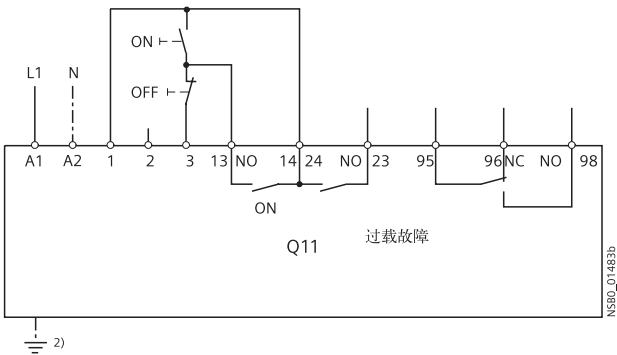 ON
L1
N
OFF
A1
A2
1
2
3
13
NO
14
24
NO
23
95
96
NC
NO
98
ON
Q11
过载故障
NSB0_01483b
2)